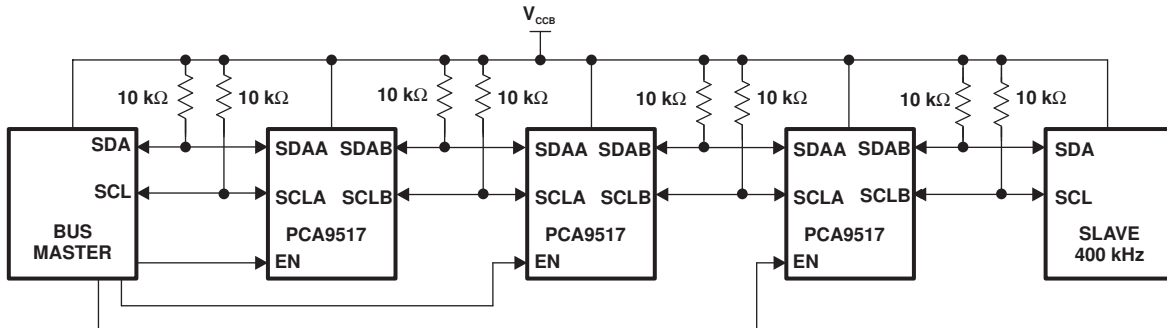 V_CCB
10 kΩ 10 kΩ 10 kΩ 10 kΩ 10 kΩ 10 kΩ 10 kΩ 10 kΩ
SDA SDAA SDAB SDAA SDAB SDAA SDAB SDA
SCL SCLA SCLB SCLA SCLB SCLA SCLB SCL
BUS MASTER PCA9517 PCA9517 PCA9517 SLAVE 400 kHz
EN EN EN